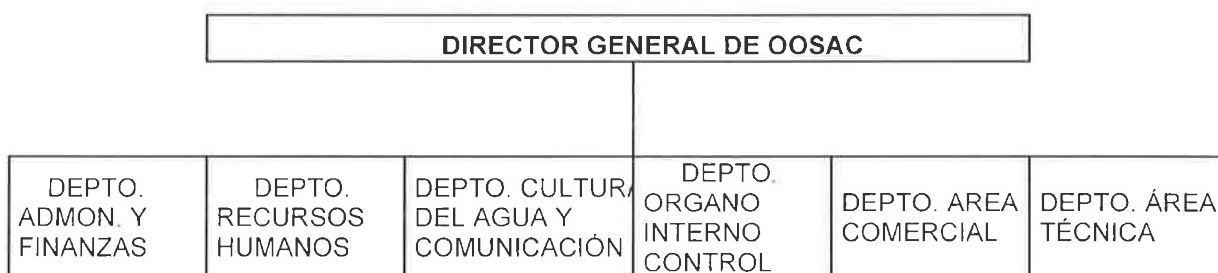 DIRECTOR GENERAL DE OOSAC
DEPTO.
ADMON. Y
FINANZAS
DEPTO.
RECURSOS
HUMANOS
DEPTO. CULTURA
DEL AGUA Y
COMUNICACIÓN
DEPTO.
ORGANO
INTERNO
CONTROL
DEPTO. AREA
COMERCIAL
DEPTO. ÁREA
TÉCNICA